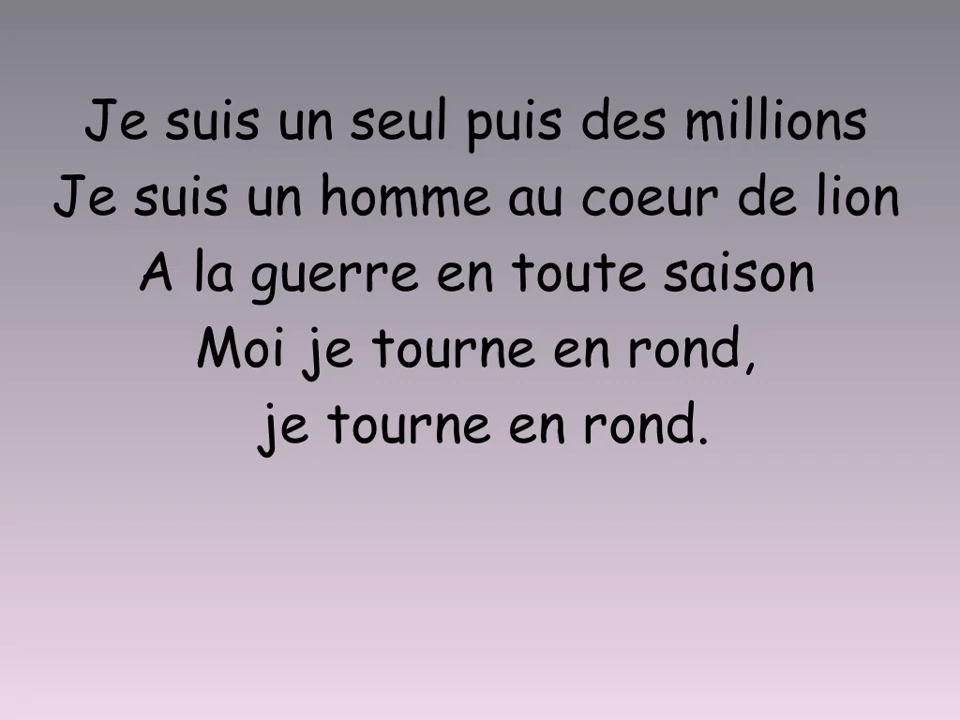 Je suis un seul puis des millions
Je suis un homme au coeur de lion
A la guerre en toute saison
Moi je tourne en rond,
je tourne en rond.